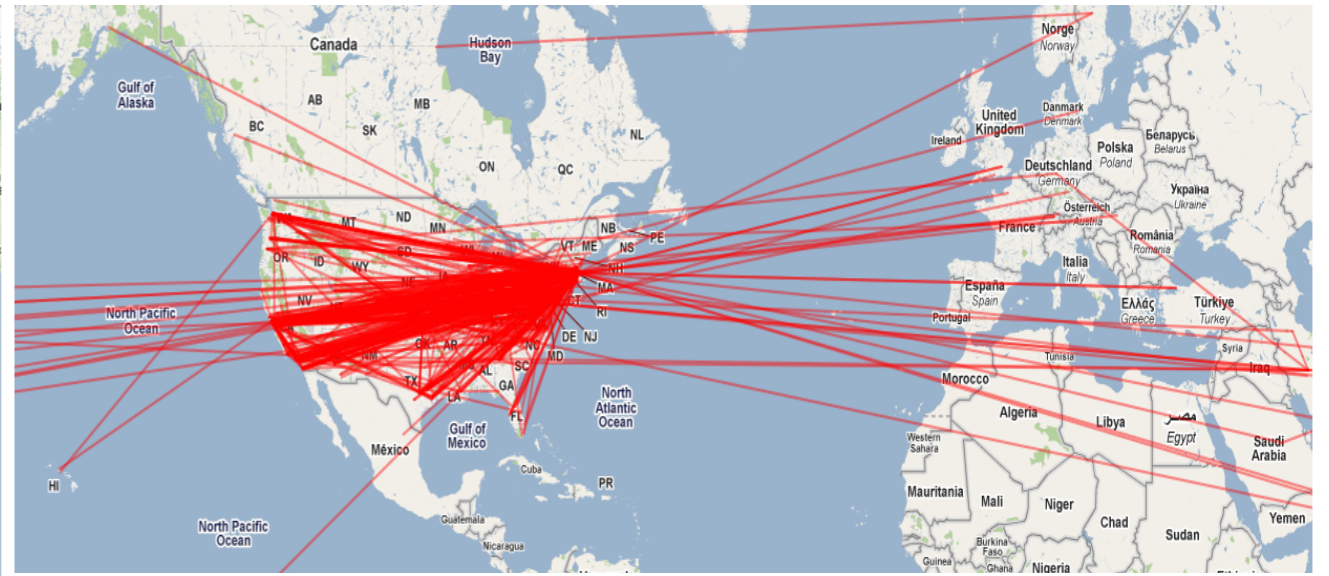 Canada
Hudson
Bay
Gulf of
Alaska
AB
BC
SK
MB
ON
QC
NL
MT
ND
MN
NB
PE
VT
ME
NS
OR
ID
WY
NV
MA
RI
DE
NJ
MD
NC
SC
AR
AL
GA
TX
LA
FL
North Pacific
Ocean
North
Atlantic
Ocean
Gulf of
Mexico
México
Cuba
PR
HI
Guatemala
Nicaragua
North Pacific
Ocean
Norge
Norway
Danmark
Denmark
United
Kingdom
Ireland
Беларусь
Belarus
Polska
Poland
Deutschland
Germany
Україна
Ukraine
Österreich
Austria
France
România
Romania
Italia
Italy
España
Spain
Portugal
Ελλάς
Greece
Türkiye
Turkey
Syria
Iraq
Tunisia
Morocco
Algeria
Libya
مصر
Egypt
Saudi
Arabia
Western
Sahara
Mauritania
Mali
Niger
Chad
Sudan
Yemen
Burkina
Faso
Guinea
Ghana
Nigeria